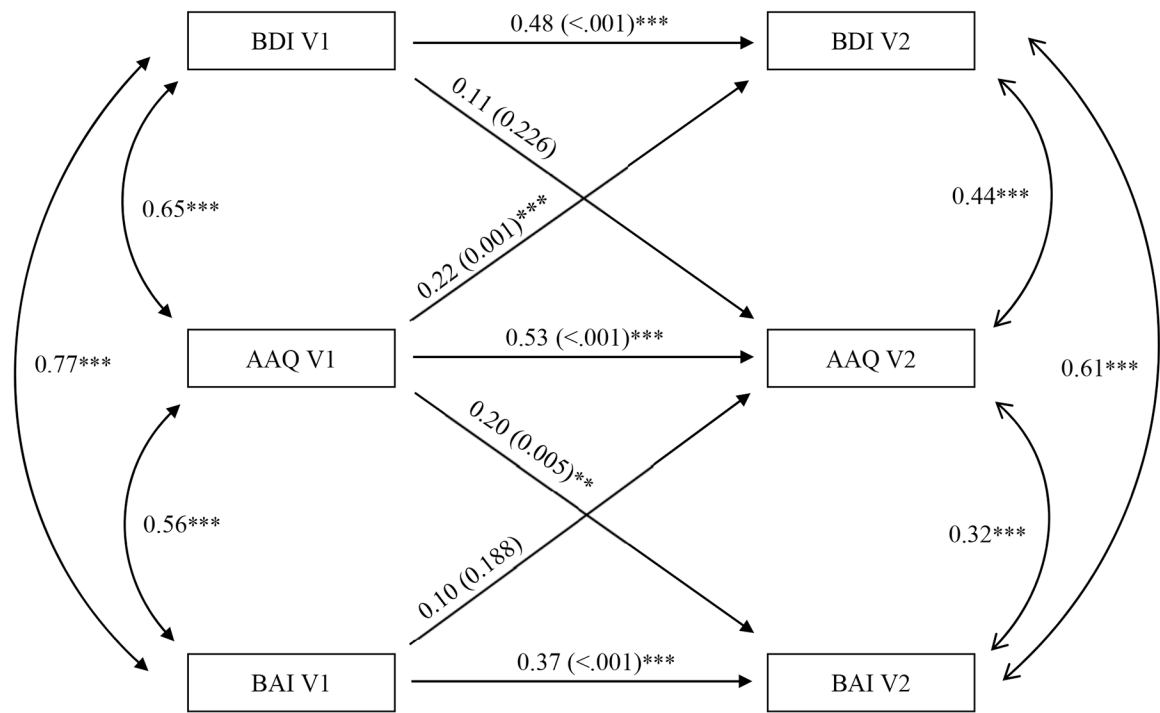 BDI V1
0.48 (<.001)***
BDI V2
0.11 (0.226)
0.65***
0.44***
0.22 (0.001)***
0.77***
AAQ V1
0.53 (<.001)***
AAQ V2
0.61***
0.20 (0.005)**
0.56***
0.32***
0.10 (0.188)
BAI V1
0.37 (<.001)***
BAI V2